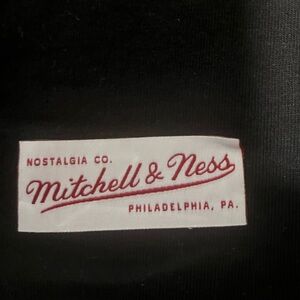 NOSTALGIA CO.
Mitchell & Ness
PHILADELPHIA, PA.